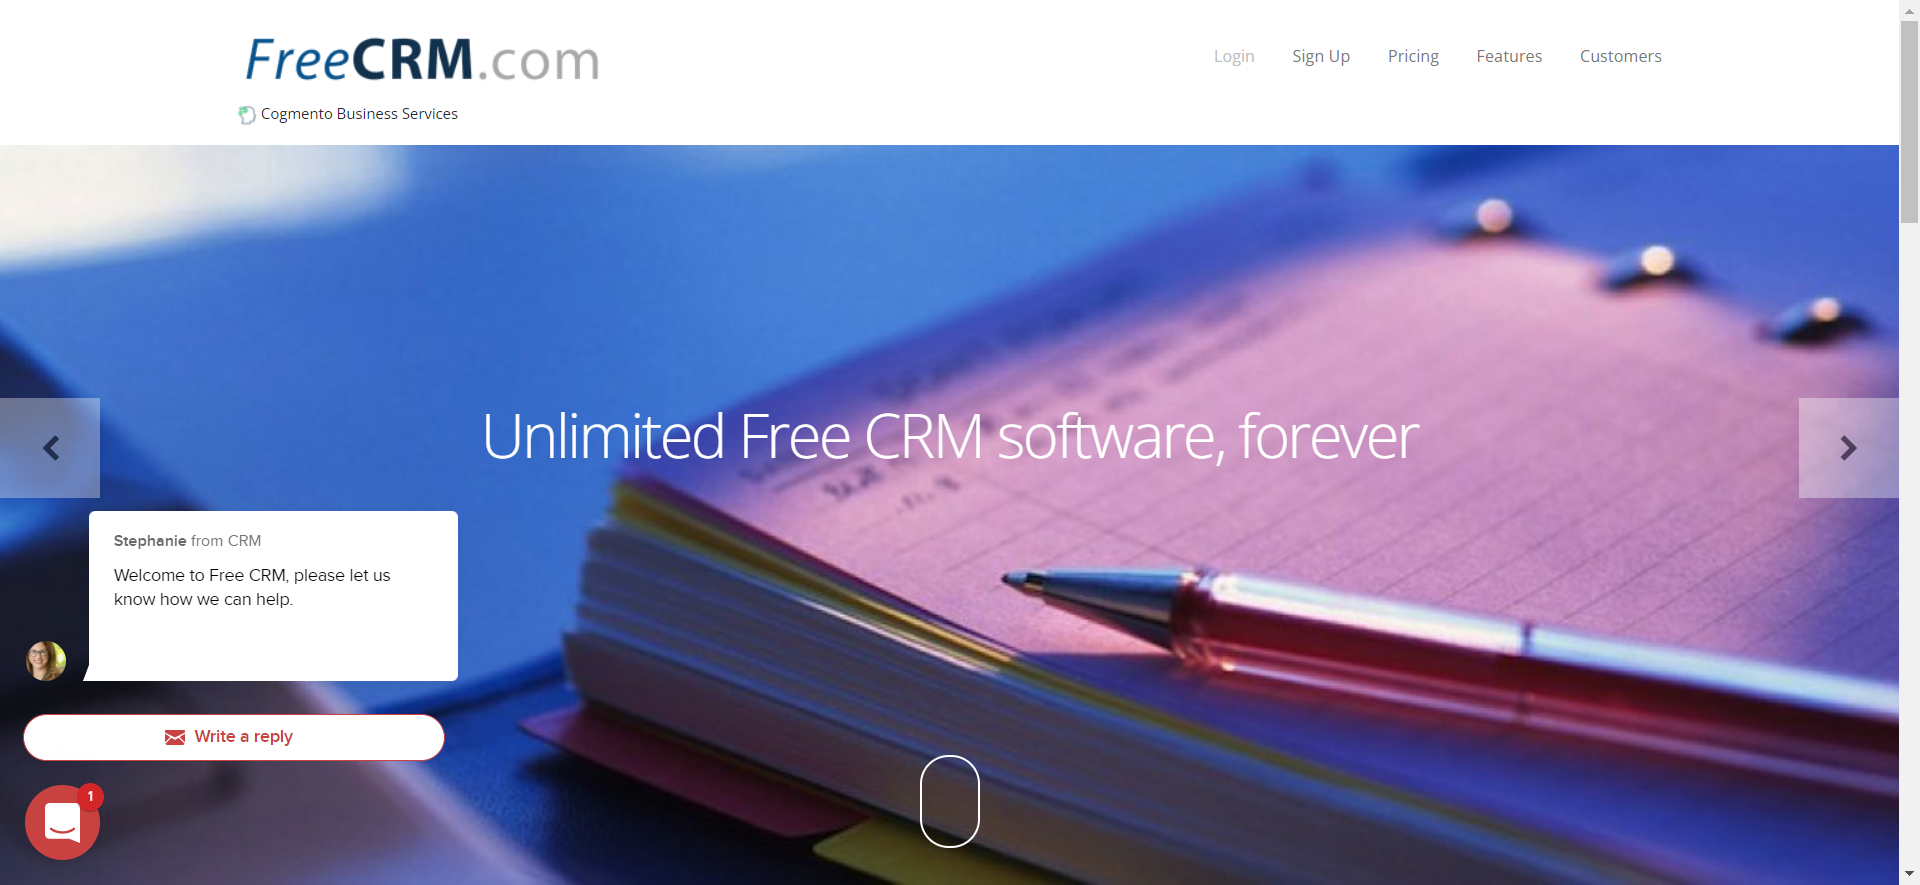 FreeCRM.com
Login
Sign Up
Pricing
Features
Customers
Cogmento Business Services
Unlimited Free CRM software, forever
Stephanie from CRM
Welcome to Free CRM, please let us
know how we can help.
Write a reply
1